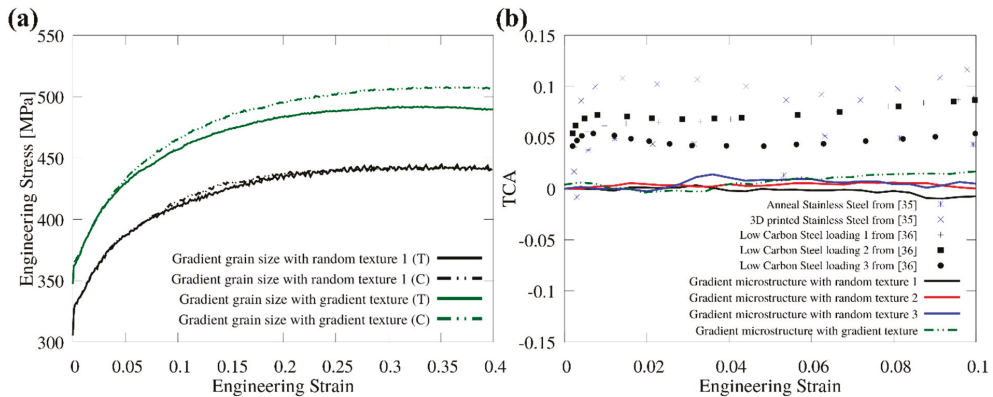 (a)
550
500
450
400
350
300
Engineering Stress [MPa]
0 0.05 0.1 0.15 0.2 0.25 0.3 0.35 0.4
Engineering Strain
Gradient grain size with random texture 1 (T)
Gradient grain size with random texture 1 (C)
Gradient grain size with gradient texture (T)
Gradient grain size with gradient texture (C)
(b)
0.15
0.1
0.05
0
-0.05
-0.1
-0.15
TCA
0 0.02 0.04 0.06 0.08 0.1
Engineering Strain
Anneal Stainless Steel from [35]
3D printed Stainless Steel from [35]
Low Carbon Steel loading 1 from [36]
Low Carbon Steel loading 2 from [36]
Low Carbon Steel loading 3 from [36]
Gradient microstructure with random texture 1
Gradient microstructure with random texture 2
Gradient microstructure with random texture 3
Gradient microstructure with gradient texture